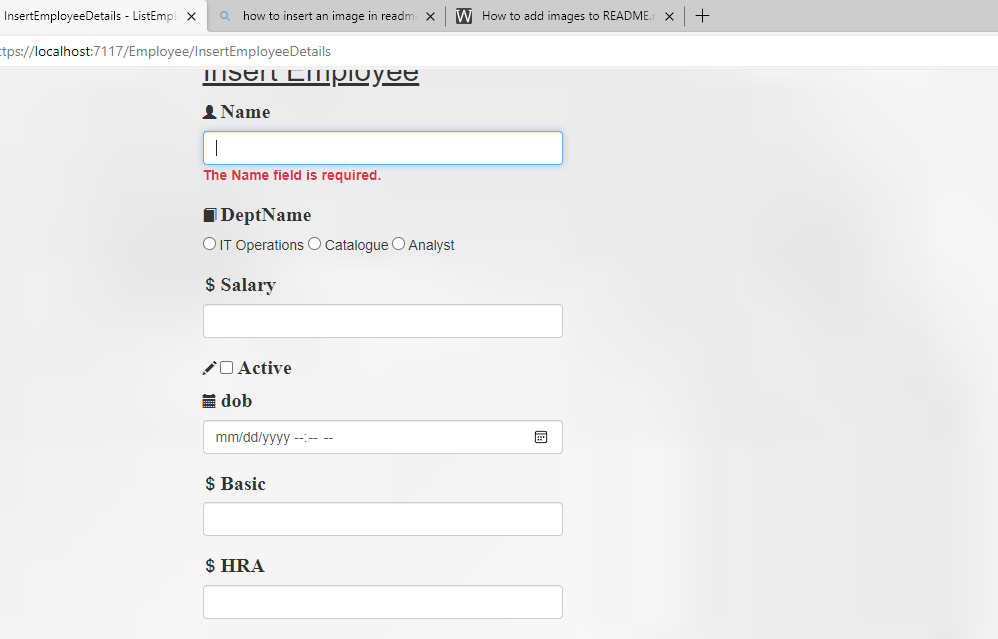 InsertEmployeeDetails - ListEmpl
how to insert an image in readm
W How to add images to README.
ttps://localhost:7117/Employee/InsertEmployeeDetails
Insert Employee
Name
The Name field is required.
DeptName
IT Operations Catalogue Analyst
$ Salary
Active
dob
mm/dd/yyyy --:-- --
$ Basic
$ HRA